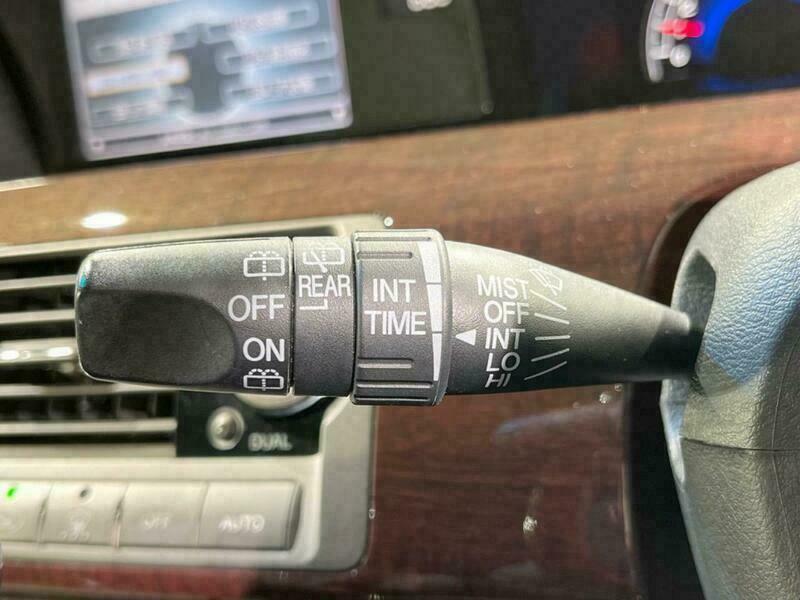 OFF
ON
REAR
INT
TIME
MIST
OFF
INT
LO
HI
DUAL
OFF
AUTO